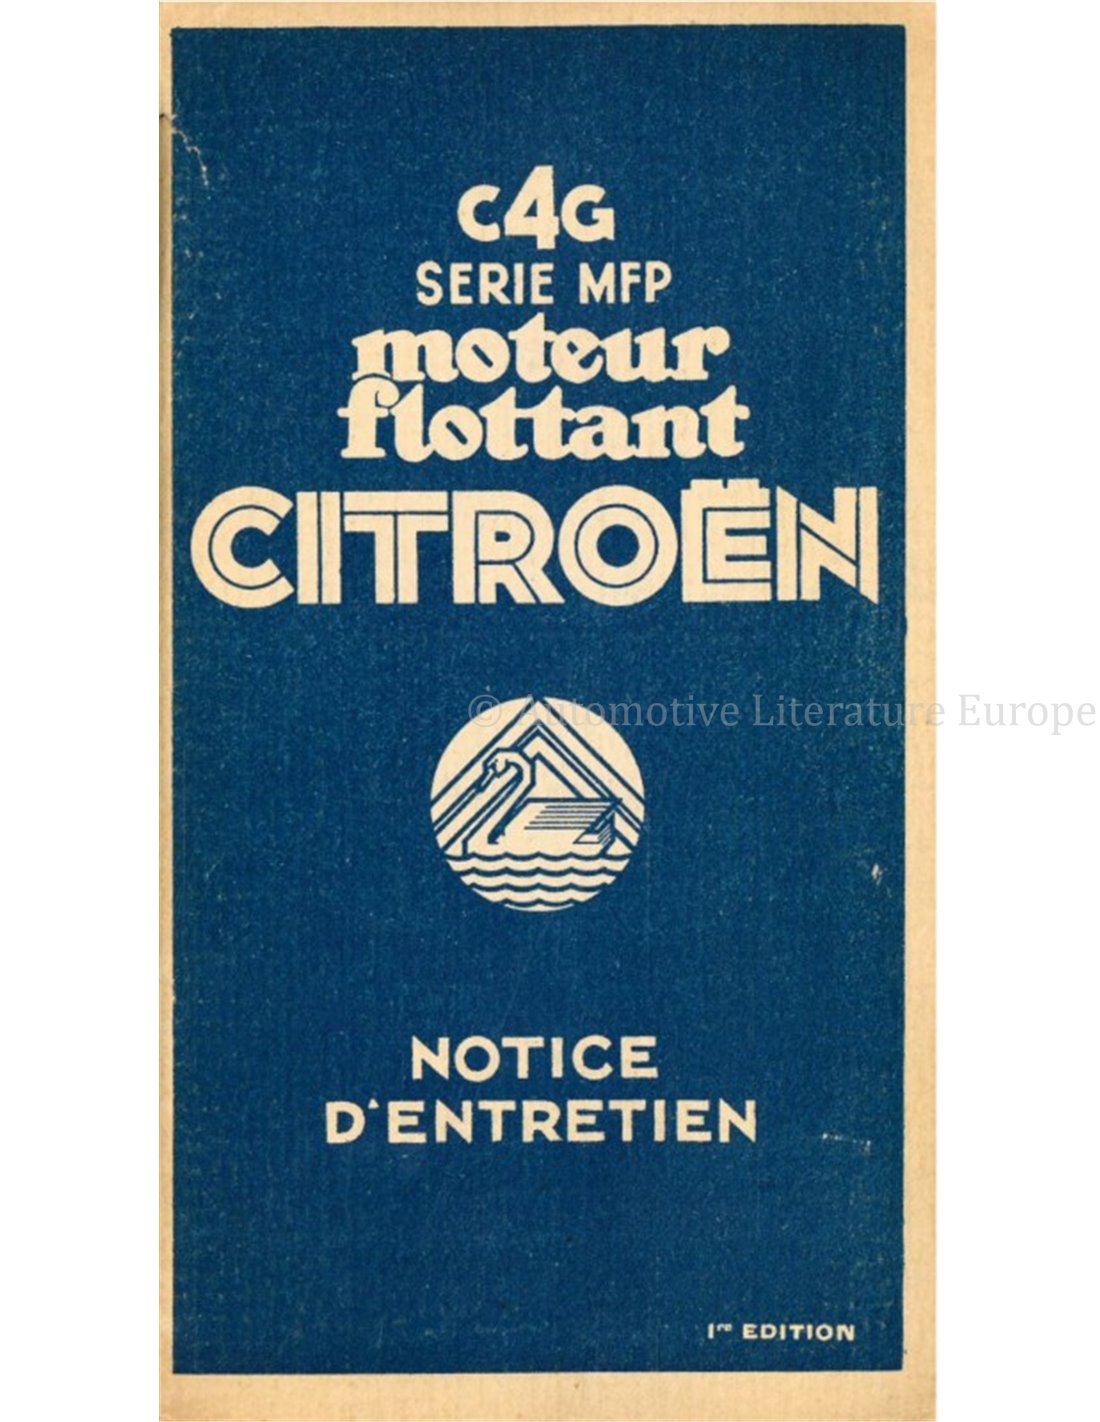 C4G
SERIE MFP
moteur
flottant
CITROËN
© Automotive Literature Europe
NOTICE
D'ENTRETIEN
1re EDITION